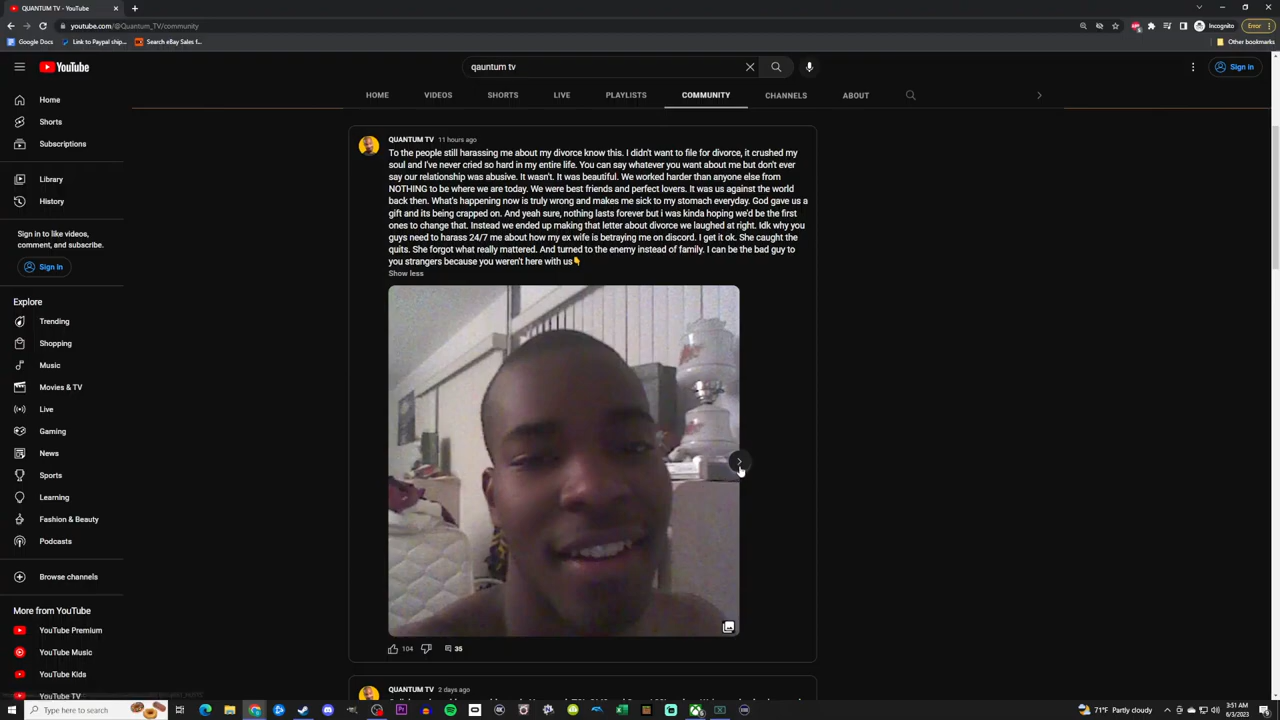 QUANTUM TV - YouTube
youtube.com/@Quantum_TV/community
Incognito
Error
Google Docs
Link to Paypal ship...
Search eBay Sales f...
Other bookmarks
YouTube
qauntum tv
Sign in
HOME
VIDEOS
SHORTS
LIVE
PLAYLISTS
COMMUNITY
CHANNELS
ABOUT
Home
Shorts
Subscriptions
Library
History
Sign in to like videos,
comment, and subscribe.
Sign in
Explore
Trending
Shopping
Music
Movies & TV
Live
Gaming
News
Sports
Learning
Fashion & Beauty
Podcasts
Browse channels
More from YouTube
YouTube Premium
YouTube Music
YouTube Kids
YouTube TV
QUANTUM TV 11 hours ago
To the people still harassing me about my divorce know this. I didn't want to file for divorce, it crushed my
soul and I've never cried so hard in my entire life. You can say whatever you want about me but don't ever
say our relationship was abusive. It wasn't. It was beautiful. We worked harder than anyone else from
NOTHING to be where we are today. We were best friends and perfect lovers. It was us against the world
back then. What's happening now is truly wrong and makes me sick to my stomach everyday. God gave us a
gift and its being crapped on. And yeah sure, nothing lasts forever but i was kinda hoping we'd be the first
ones to change that. Instead we ended up making that letter about divorce we laughed at right. Idk why you
guys need to harass 24/7 me about how my ex wife is betraying me on discord. I get it ok. She caught the
quits. She forgot what really mattered. And turned to the enemy instead of family. I can be the bad guy to
you strangers because you weren't here with us👇
Show less
104
35
QUANTUM TV 2 days ago
Type here to search
71°F Partly cloudy
3:51 AM
6/3/2023